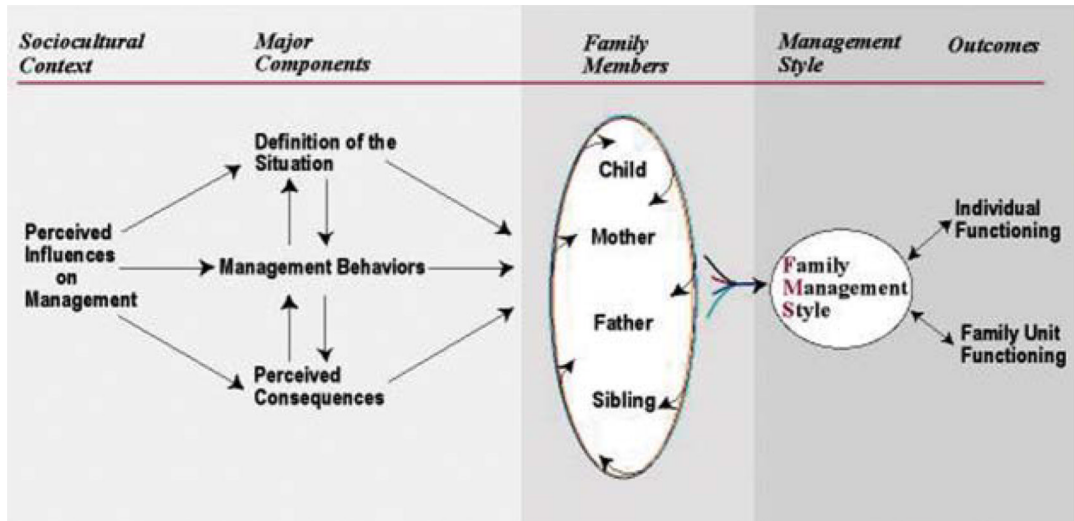 Sociocultural
Context
Major
Components
Family
Members
Management
Style
Outcomes
Perceived
Influences
on
Management
Definition of the
Situation
Management Behaviors
Perceived
Consequences
Child
Mother
Father
Sibling
Family
Management
Style
Individual
Functioning
Family Unit
Functioning